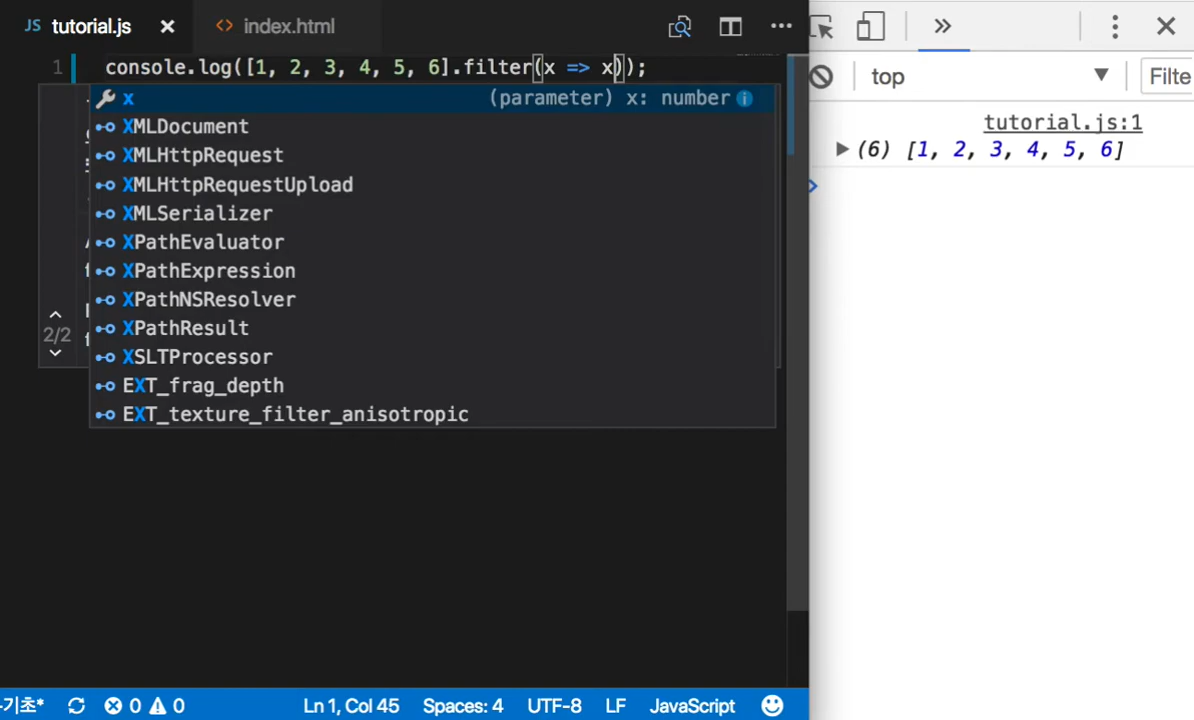 JS tutorial.js × <> index.html ···
1 console.log([1, 2, 3, 4, 5, 6].filter(x => x));
x (parameter) x: number
XMLDocument
XMLHttpRequest
XMLHttpRequestUpload
XMLSerializer
XPathEvaluator
XPathExpression
XPathNSResolver
2/2
XPathResult
XSLTProcessor
EXT_frag_depth
EXT_texture_filter_anisotropic
기초* 0 0 Ln 1, Col 45 Spaces: 4 UTF-8 LF JavaScript
top ▼ Filte
tutorial.js:1
(6) [1, 2, 3, 4, 5, 6]